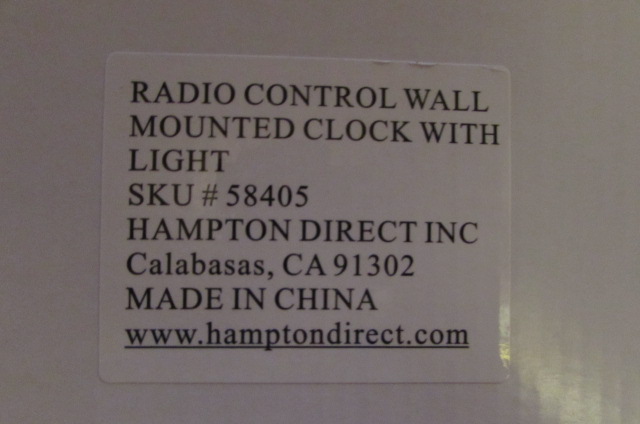 RADIO CONTROL WALL
MOUNTED CLOCK WITH
LIGHT
SKU # 58405
HAMPTON DIRECT INC
Calabasas, CA 91302
MADE IN CHINA
www.hamptondirect.com